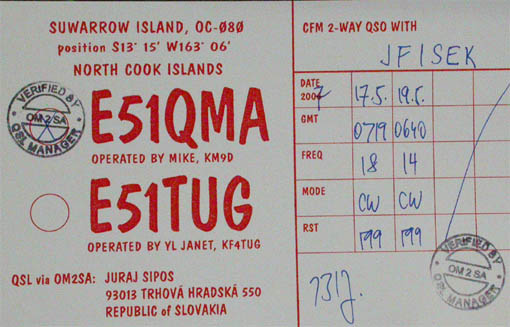 SUWARROW ISLAND, OC-080
position S13° 15' W163° 06'
NORTH COOK ISLANDS
VERIFIED BY
OM2/SA
QSL MANAGER
E51QMA
OPERATED BY MIKE, KM9D
E51TUG
OPERATED BY YL JANET, KF4TUG
QSL via OM2SA: JURAJ SIPOS
93013 TRHOVÁ HRADSKÁ 550
REPUBLIC of SLOVAKIA
CFM 2-WAY QSO WITH
JF1SEK
DATE 2007 17.5. 19.5.
GMT 0719 0640
FREQ 18 14
MODE CW CW
RST 599 599
73!
VERIFIED BY
OM 2 SA
QSL MANAGER